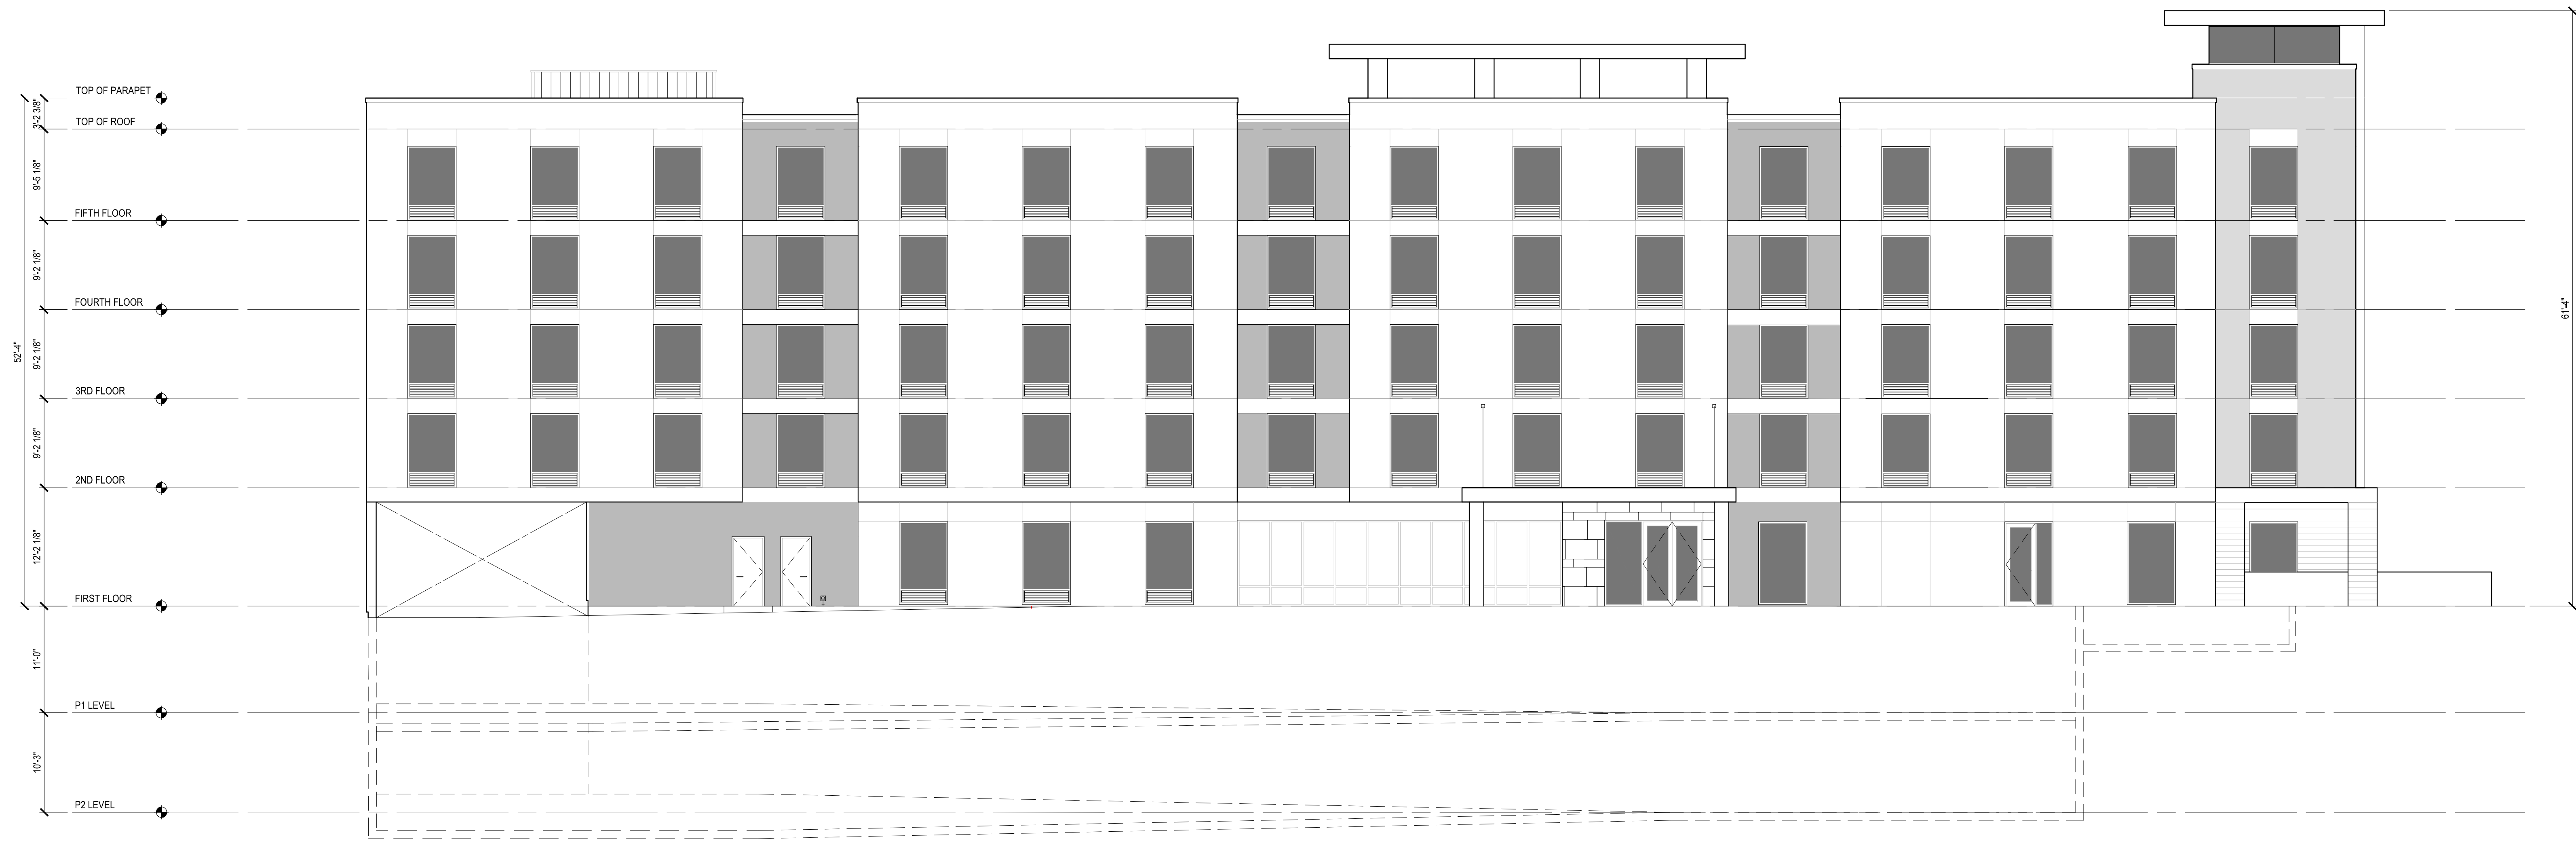 TOP OF PARAPET
3'-2 3/8"
TOP OF ROOF
9'-5 1/8"
FIFTH FLOOR
9'-2 1/8"
FOURTH FLOOR
52'-4"
9'-2 1/8"
61'-4"
3RD FLOOR
9'-2 1/8"
2ND FLOOR
12'-2 1/8"
FIRST FLOOR
11'-0"
P1 LEVEL
10'-3"
P2 LEVEL